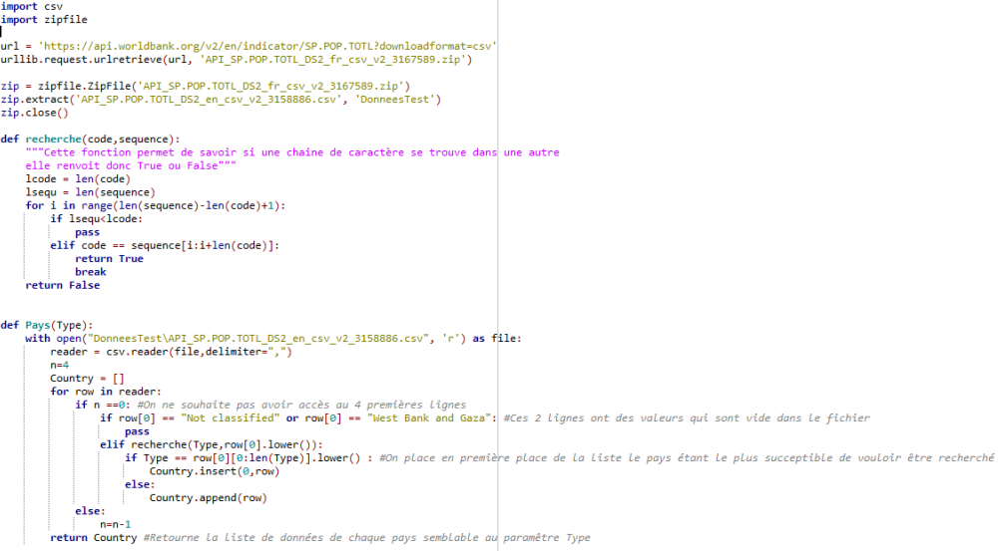 import csv
import zipfile
url = 'https://api.worldbank.org/v2/en/indicator/SP.POP.TOTL?downloadformat=csv'
urllib.request.urlretrieve(url, 'API_SP.POP.TOTL_DS2_fr_csv_v2_3167589.zip')
zip = zipfile.ZipFile('API_SP.POP.TOTL_DS2_fr_csv_v2_3167589.zip')
zip.extract('API_SP.POP.TOTL_DS2_en_csv_v2_3158886.csv', 'DonneesTest')
zip.close()
def recherche(code,sequence):
    """Cette fonction permet de savoir si une chaine de caractère se trouve dans une autre
    elle renvoit donc True ou False"""
    lcode = len(code)
    lsequ = len(sequence)
    for i in range(len(sequence)-len(code)+1):
        if lsequ<lcode:
            pass
        elif code == sequence[i:i+len(code)]:
            return True
            break
    return False
def Pays(Type):
    with open("DonneesTest\API_SP.POP.TOTL_DS2_en_csv_v2_3158886.csv", 'r') as file:
        reader = csv.reader(file,delimiter=",")
        n=4
        Country = []
        for row in reader:
            if n ==0: #On ne souhaite pas avoir accès au 4 premières lignes
                if row[0] == "Not classified" or row[0] == "West Bank and Gaza": #Ces 2 lignes ont des valeurs qui sont vide dans le fichier
                    pass
                elif recherche(Type,row[0].lower()):
                    if Type == row[0][0:len(Type)].lower() : #On place en première place de la liste le pays étant le plus succeptible de vouloir être recherché
                        Country.insert(0,row)
                    else:
                        Country.append(row)
            else:
                n=n-1
        return Country #Retourne la liste de données de chaque pays semblable au paramêtre Type